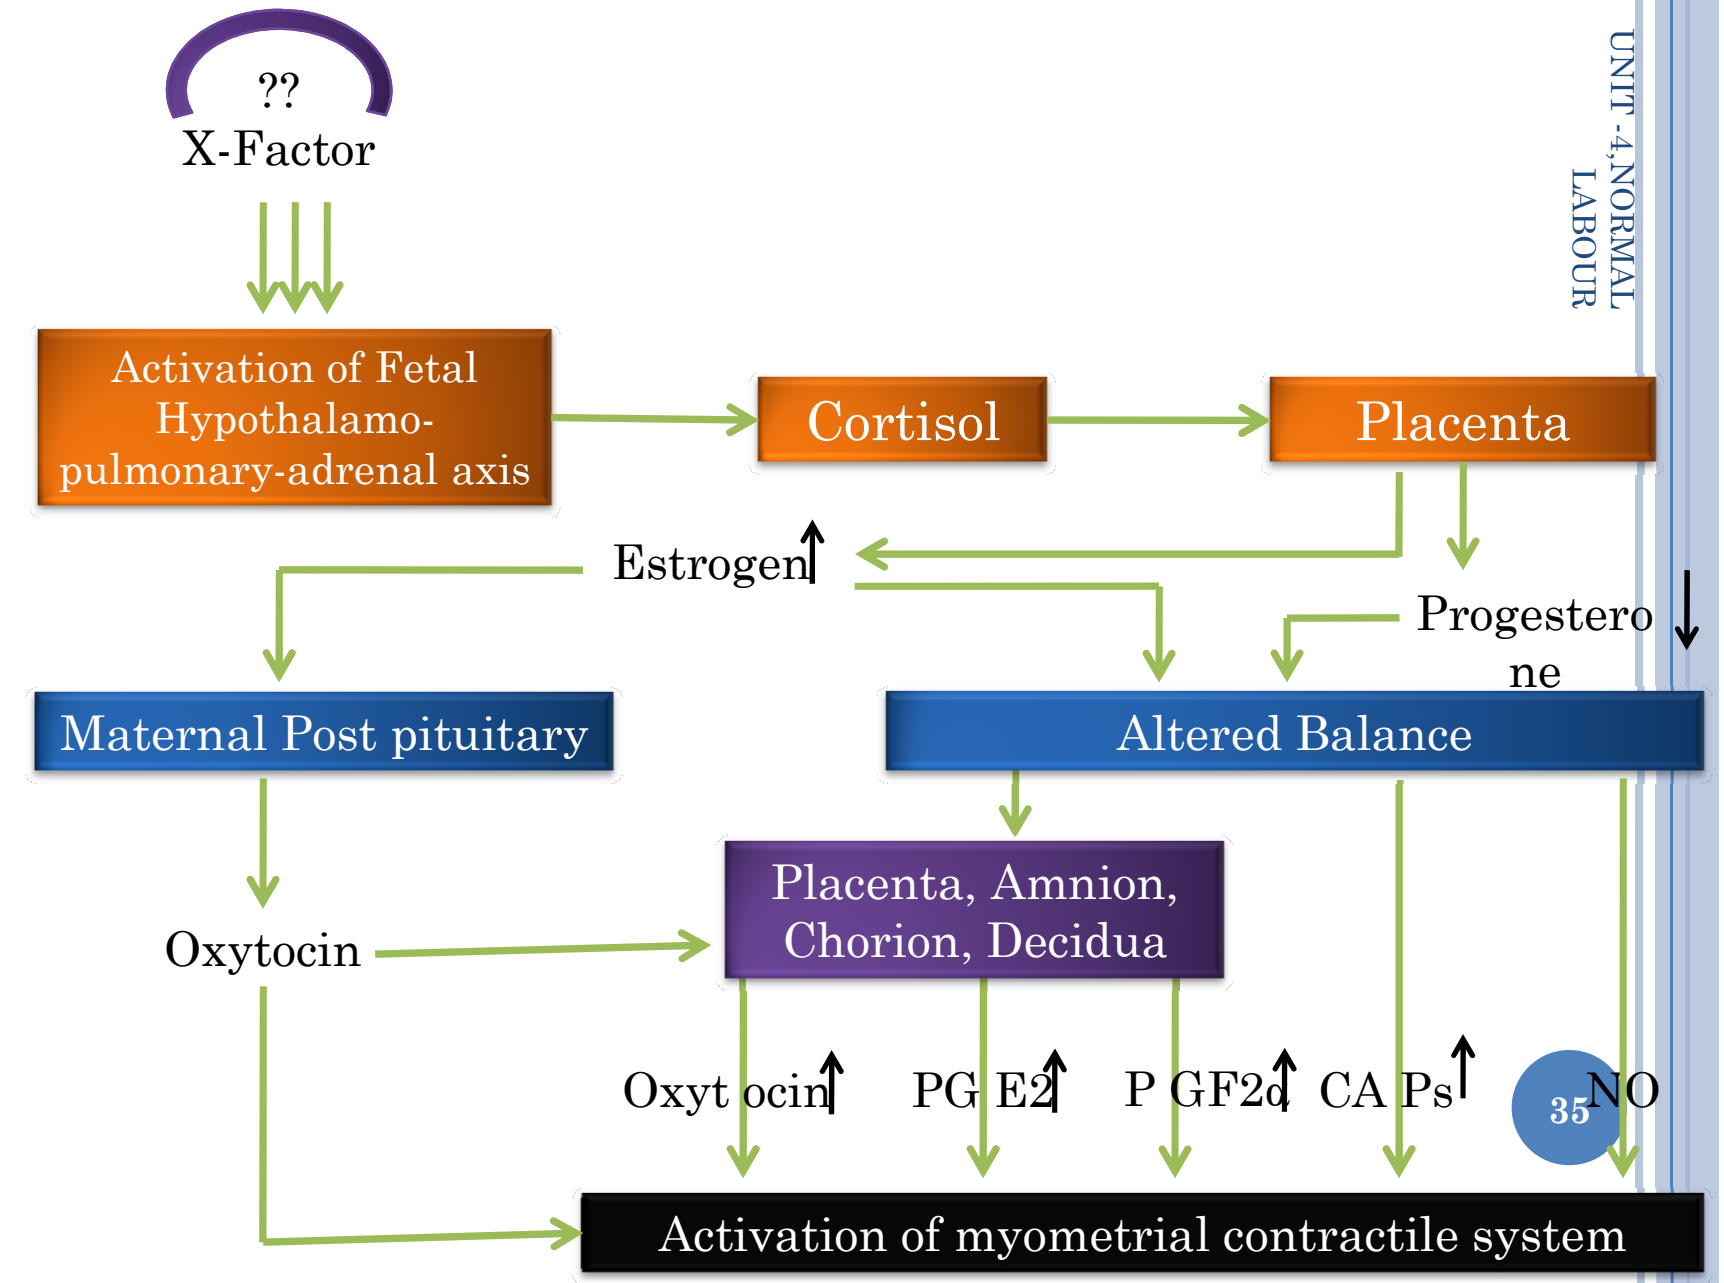 ??
X-Factor
UNIT -4,NORMAL
LABOUR
Activation of Fetal
Hypothalamo-
pulmonary-adrenal axis
Cortisol
Placenta
Estrogen
Progestero
ne
Maternal Post pituitary
Altered Balance
Placenta, Amnion,
Chorion, Decidua
Oxytocin
Oxyt ocin
PG E2
P GF2α
CA Ps
35
NO
Activation of myometrial contractile system